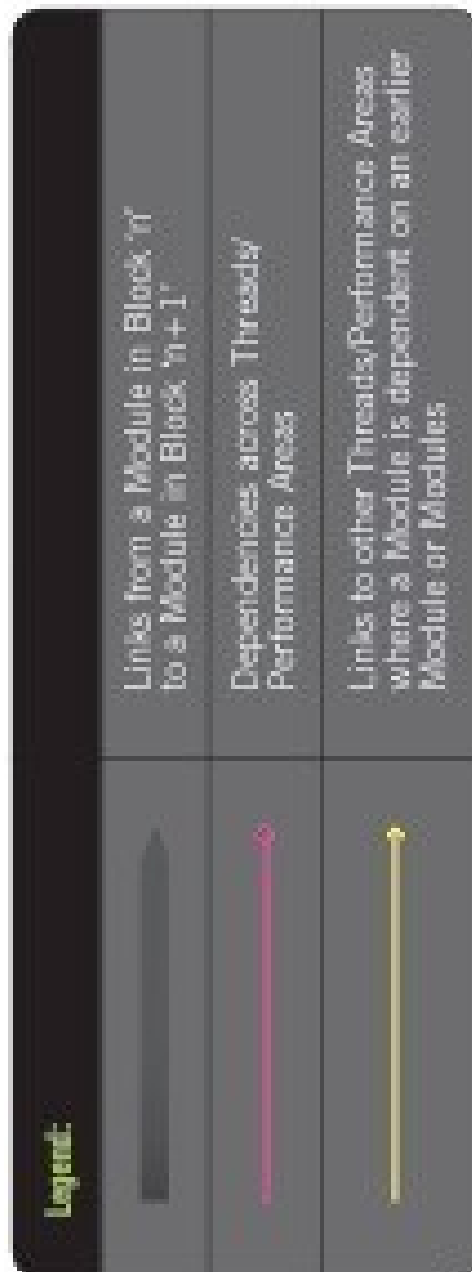 Legend:
Links from a Module in Block 'n'
to a Module in Block 'n+1'
Dependencies across Threads/
Performance Areas
Links to other Threads/Performance Areas
where a Module is dependent on an earlier
Module or Modules